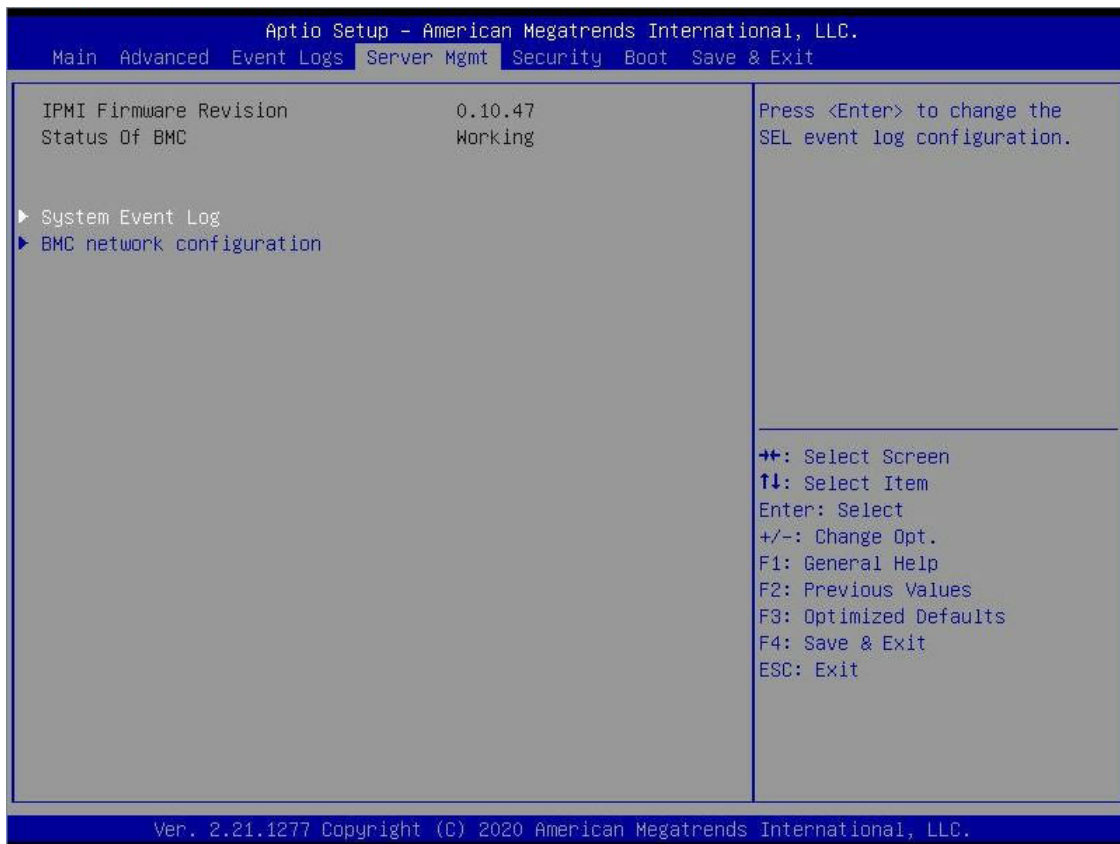 Aptio Setup – American Megatrends International, LLC.
Main Advanced Event Logs Server Mgmt Security Boot Save & Exit
IPMI Firmware Revision 0.10.47
Status Of BMC Working
▶ System Event Log
▶ BMC network configuration
Press <Enter> to change the
SEL event log configuration.
→←: Select Screen
↑↓: Select Item
Enter: Select
+/-: Change Opt.
F1: General Help
F2: Previous Values
F3: Optimized Defaults
F4: Save & Exit
ESC: Exit
Ver. 2.21.1277 Copyright (C) 2020 American Megatrends International, LLC.